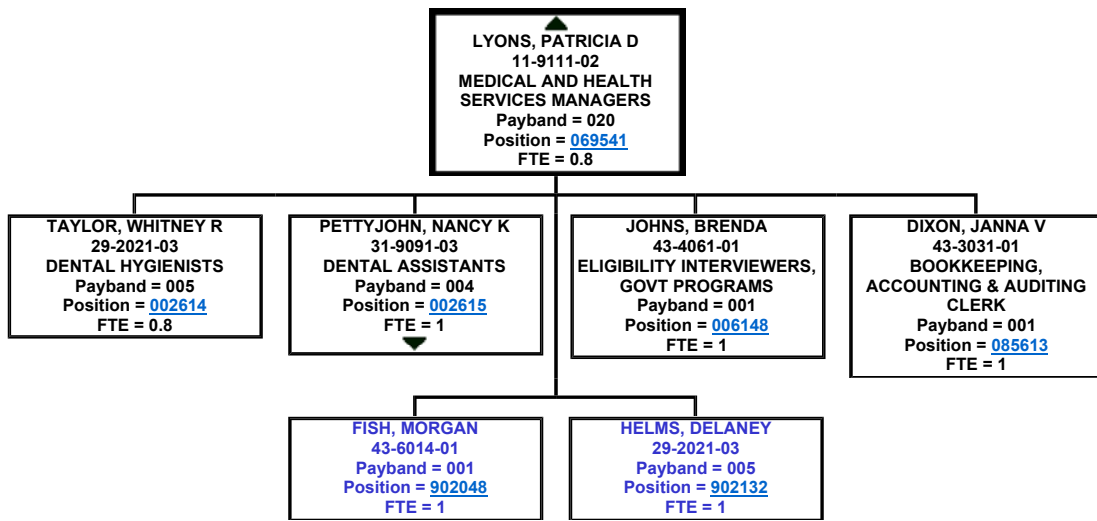 LYONS, PATRICIA D
11-9111-02
MEDICAL AND HEALTH
SERVICES MANAGERS
Payband = 020
Position = 069541
FTE = 0.8
TAYLOR, WHITNEY R
29-2021-03
DENTAL HYGIENISTS
Payband = 005
Position = 002614
FTE = 0.8
PETTYJOHN, NANCY K
31-9091-03
DENTAL ASSISTANTS
Payband = 004
Position = 002615
FTE = 1
JOHNS, BRENDA
43-4061-01
ELIGIBILITY INTERVIEWERS,
GOVT PROGRAMS
Payband = 001
Position = 006148
FTE = 1
DIXON, JANNA V
43-3031-01
BOOKKEEPING,
ACCOUNTING & AUDITING
CLERK
Payband = 001
Position = 085613
FTE = 1
FISH, MORGAN
43-6014-01
Payband = 001
Position = 902048
FTE = 1
HELMS, DELANEY
29-2021-03
Payband = 005
Position = 902132
FTE = 1